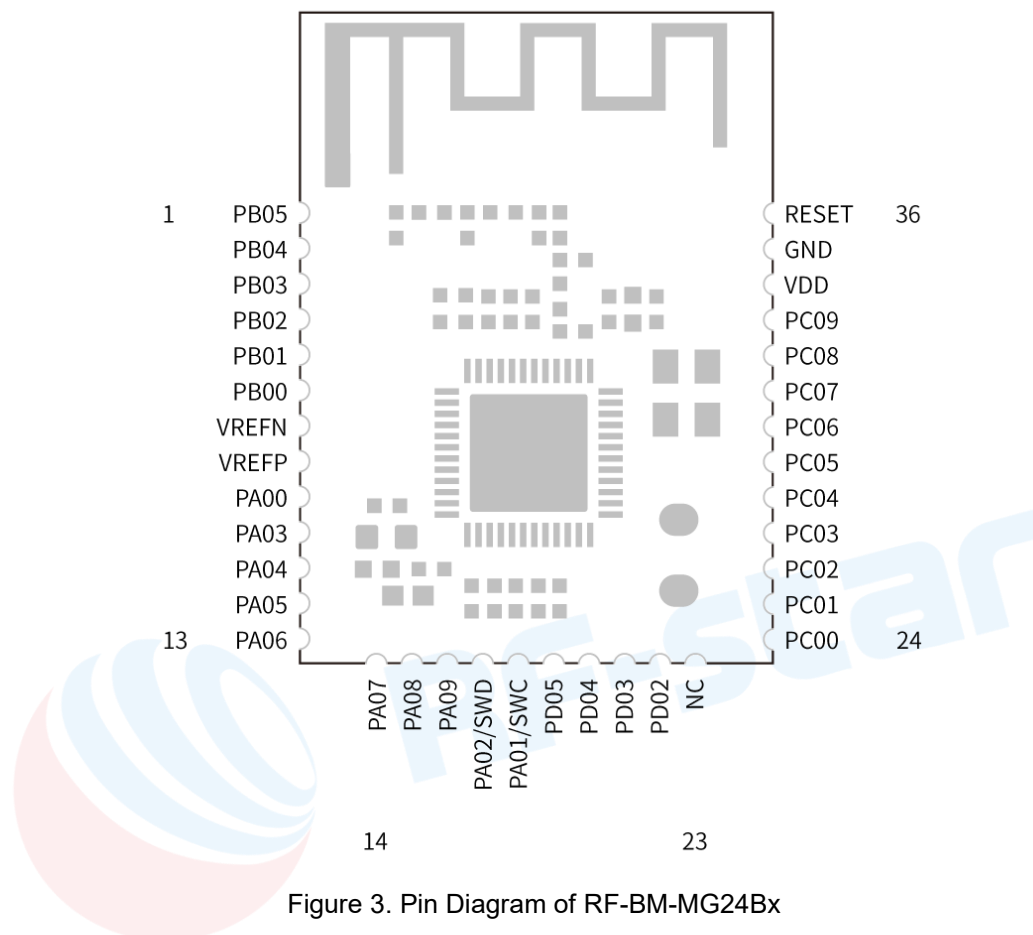 1 PB05 RESET 36
PB04 GND
PB03 VDD
PB02 PC09
PB01 PC08
PB00 PC07
VREFN PC06
VREFP PC05
PA00 PC04
PA03 PC03
PA04 PC02
PA05 PC01
13 PA06 PC00 24
PA07
PA08
PA09
PA02/SWD
PA01/SWC
PD05
PD04
PD03
PD02
NC
14 23
Figure 3. Pin Diagram of RF-BM-MG24Bx